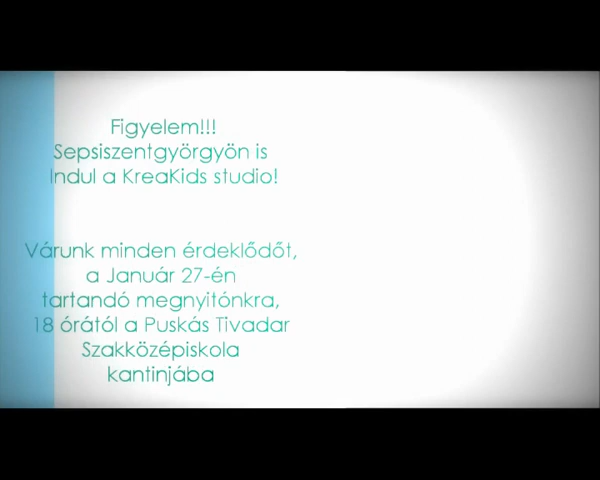 Figyelem!!!
Sepsiszentgyörgyön is
Indul a KreaKids studio!
Várunk minden érdeklődőt,
a Január 27-én
tartandó megnyitónkra,
18 órától a Puskás Tivadar
Szakközépiskola
kantinjába